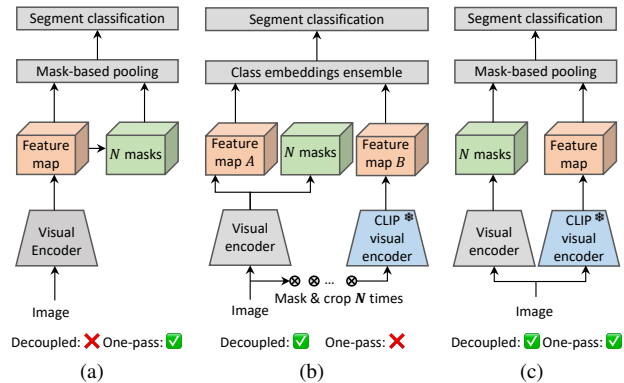 Segment classification
Mask-based pooling
Feature map
N masks
Visual Encoder
Image
Decoupled: ❌ One-pass: ✅
(a)
Segment classification
Class embeddings ensemble
Feature map A
N masks
Feature map B
Visual encoder
CLIP visual encoder
...
Mask & crop N times
Image
Decoupled: ✅ One-pass: ❌
(b)
Segment classification
Mask-based pooling
N masks
Feature map
Visual encoder
CLIP visual encoder
Image
Decoupled: ✅ One-pass: ✅
(c)